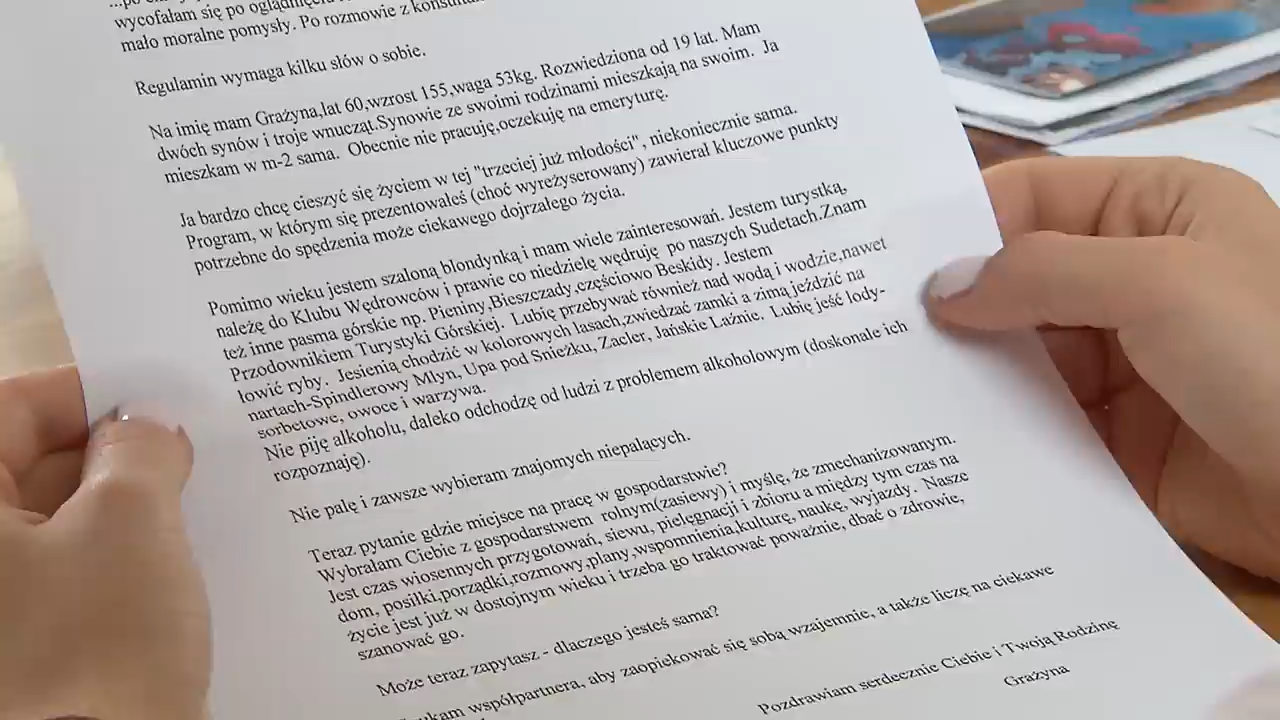 wycofałam się po oglądnięciu
mało moralne pomysły. Po rozmowie z
Regulamin wymaga kilku słów o sobie.
Na imię mam Grażyna,lat 60,wzrost 155,waga 53kg. Rozwiedziona od 19 lat. Mam
dwóch synów i troje wnucząt.Synowie ze swoimi rodzinami mieszkają na swoim. Ja
mieszkam w m-2 sama. Obecnie nie pracuję,oczekuję na emeryturę.
Ja bardzo chcę cieszyć się życiem w tej "trzeciej już młodości", niekoniecznie sama.
Program, w którym się prezentowałeś (choć wyreżyserowany) zawierał kluczowe punkty
potrzebne do spędzenia może ciekawego dojrzałego życia.
Pomimo wieku jestem szaloną blondynką i mam wiele zainteresowań. Jestem turystką,
należę do Klubu Wędrowców i prawie co niedzielę wędruję po naszych Sudetach.Znam
też inne pasma górskie np. Pieniny,Bieszczady,częściowo Beskidy. Jestem
Przodownikiem Turystyki Górskiej. Lubię przebywać również nad wodą i wodzie,nawet
łowić ryby. Jesienią chodzić w kolorowych lasach,zwiedzać zamki a zimą jeździć na
nartach-Spindlerowy Mlyn, Upa pod Snieżku, Zacler, Jańskie Laźnie. Lubię jeść lody-
sorbetowe, owoce i warzywa.
Nie piję alkoholu, daleko odchodzę od ludzi z problemem alkoholowym (doskonale ich
rozpoznaję).
Nie palę i zawsze wybieram znajomych niepalących.
Teraz pytanie gdzie miejsce na pracę w gospodarstwie?
Wybrałam Ciebie z gospodarstwem rolnym(zasiewy) i myślę, że zmechanizowanym.
Jest czas wiosennych przygotowań, siewu, pielęgnacji i zbioru a między tym czas na
dom, posiłki,porządki,rozmowy,plany,wspomnienia,kulturę, naukę, wyjazdy. Nasze
życie jest już w dostojnym wieku i trzeba go traktować poważnie, dbać o zdrowie,
szanować go.
Może teraz zapytasz - dlaczego jesteś sama?
współpartnera, aby zaopiekować się sobą wzajemnie, a także liczę na ciekawe
Pozdrawiam serdecznie Ciebie i Twoją Rodzinę
Grażyna